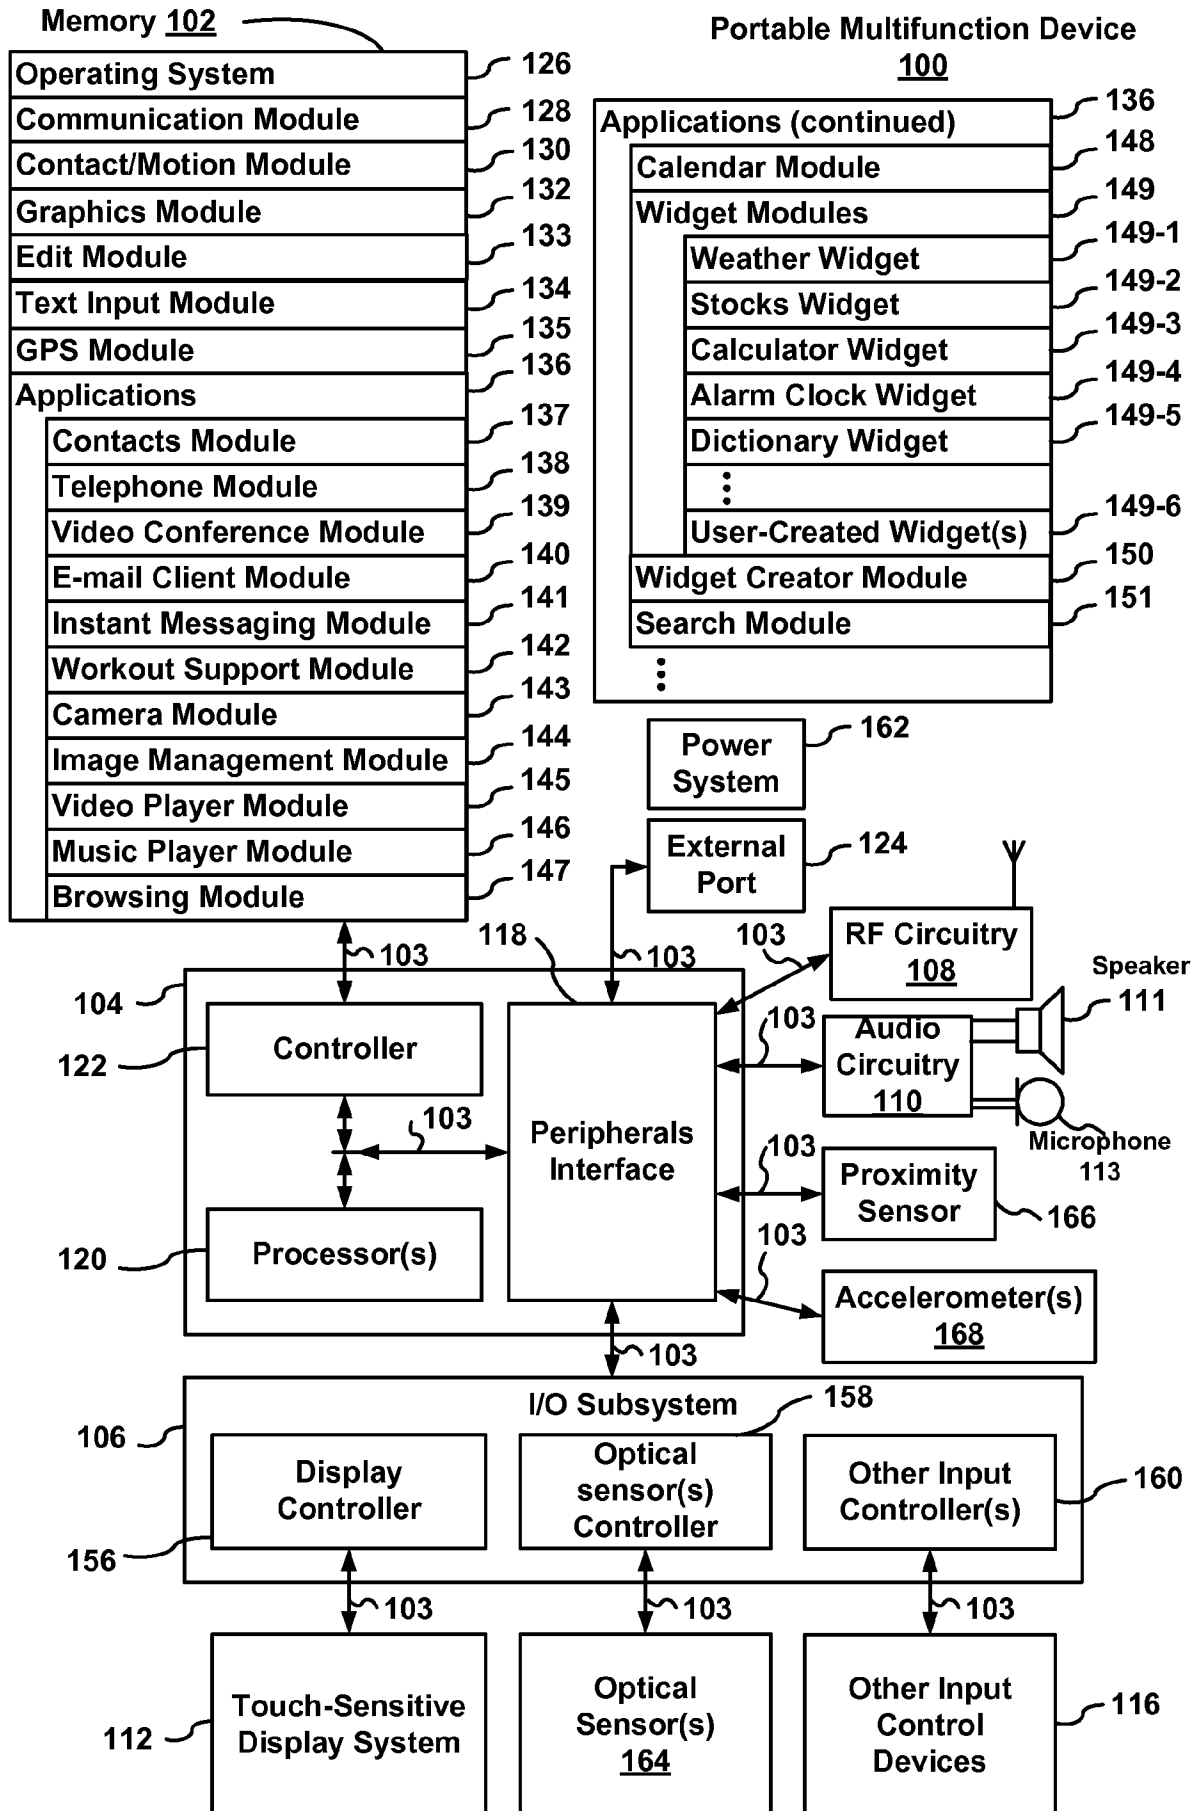 Memory 102
Operating System 126
Communication Module 128
Contact/Motion Module 130
Graphics Module 132
Edit Module 133
Text Input Module 134
GPS Module 135
Applications 136
Contacts Module 137
Telephone Module 138
Video Conference Module 139
E-mail Client Module 140
Instant Messaging Module 141
Workout Support Module 142
Camera Module 143
Image Management Module 144
Video Player Module 145
Music Player Module 146
Browsing Module 147
Portable Multifunction Device
100
Applications (continued) 136
Calendar Module 148
Widget Modules 149
Weather Widget 149-1
Stocks Widget 149-2
Calculator Widget 149-3
Alarm Clock Widget 149-4
Dictionary Widget 149-5
⋮
User-Created Widget(s) 149-6
Widget Creator Module 150
Search Module 151
⋮
Power
System
162
External
Port
124
103
118
103
103
RF Circuitry
108
Speaker
111
104
122
Controller
103
Audio
Circuitry
110
Microphone
113
103
Peripherals
Interface
103
Proximity
Sensor
166
120
Processor(s)
103
Accelerometer(s)
168
103
I/O Subsystem
106
158
Display
Controller
156
Optical
sensor(s)
Controller
Other Input
Controller(s)
160
103
103
103
Touch-Sensitive
Display System
112
Optical
Sensor(s)
164
Other Input
Control
Devices
116